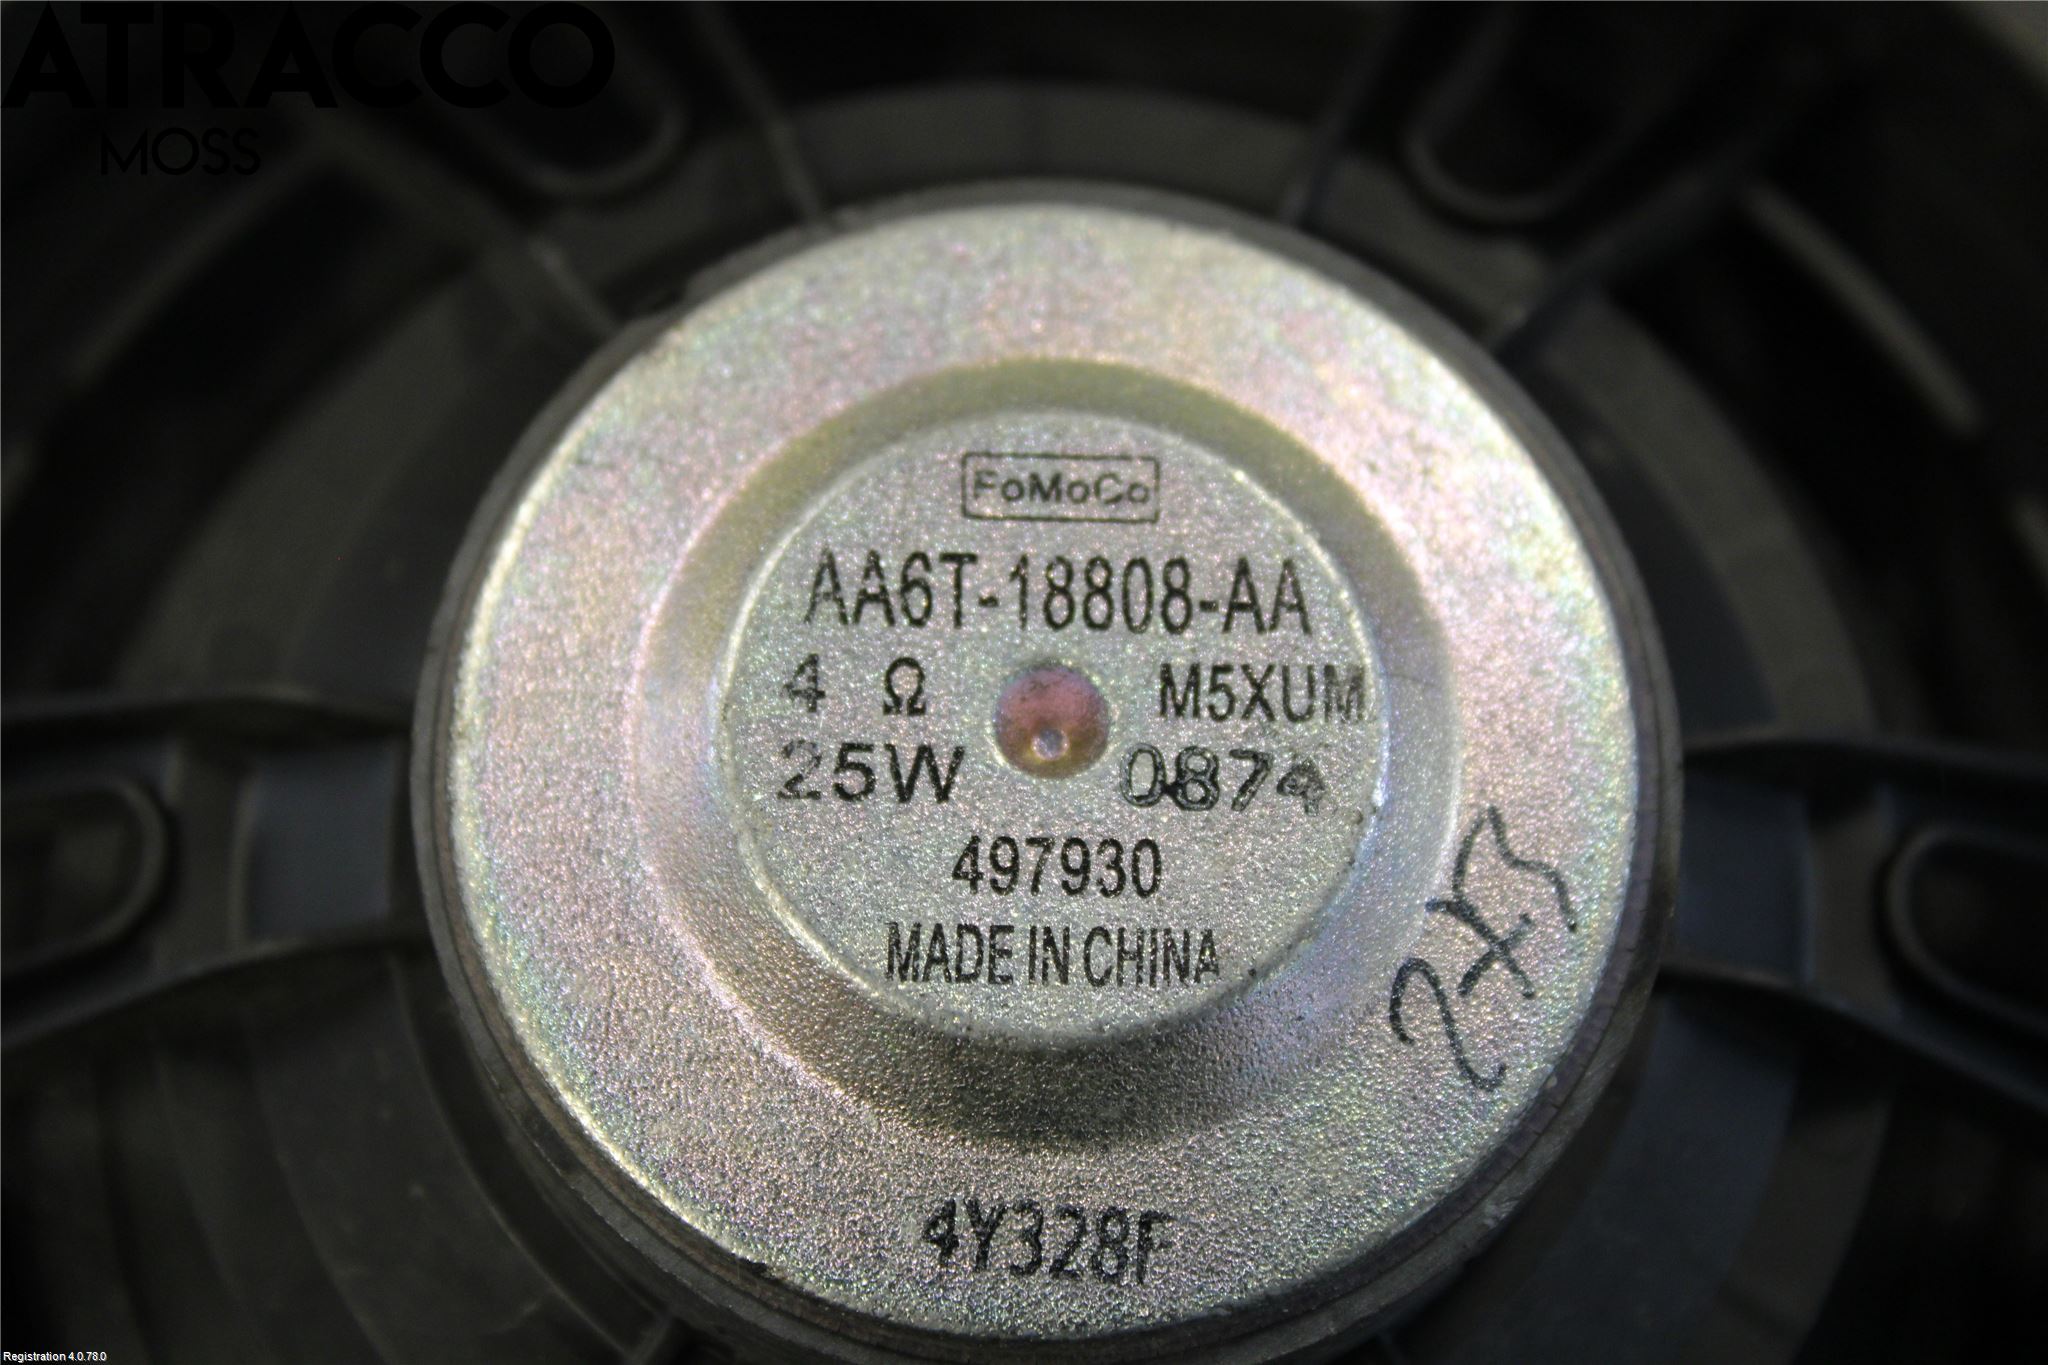 ATRACCO
MOSS
FoMoCo
AA6T-18808-AA
4 Ω M5XUM
25W 0874
497930
MADE IN CHINA
4Y328F
Registration 4.0.78.0